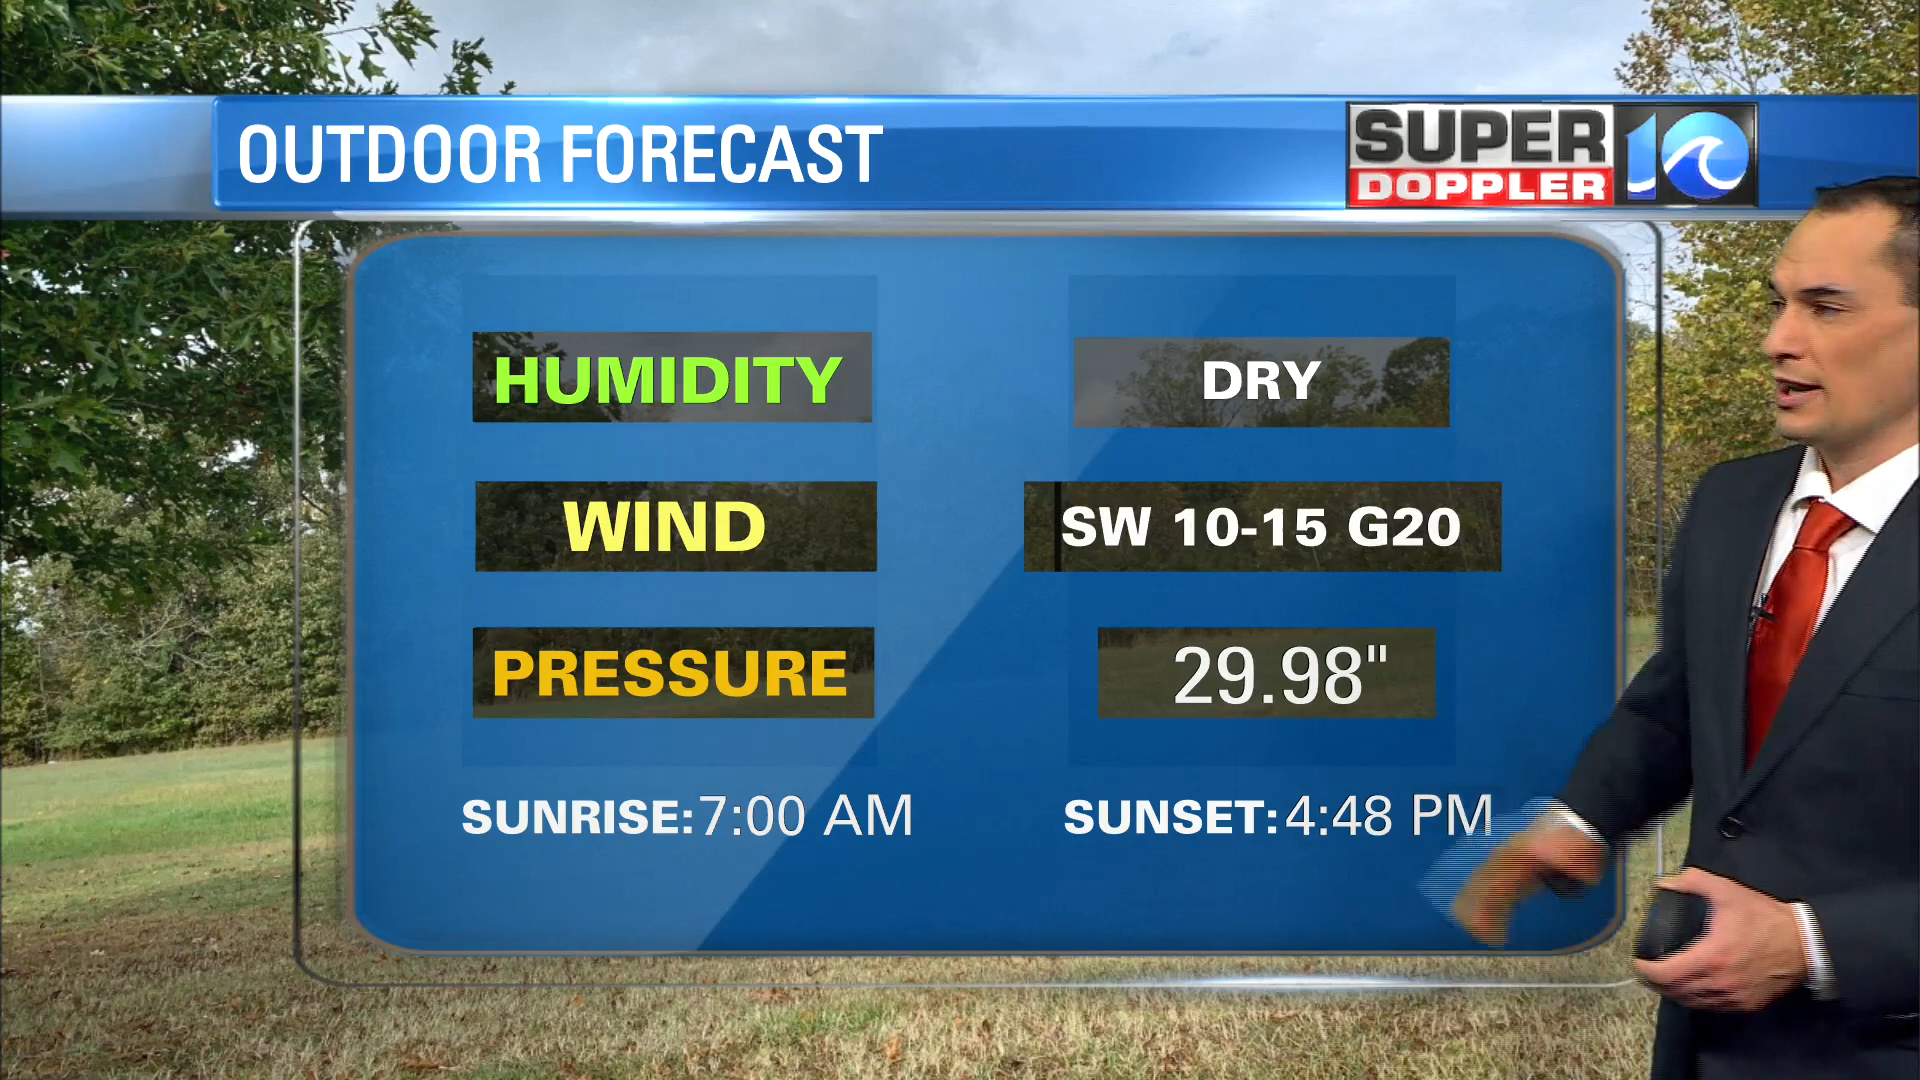 OUTDOOR FORECAST
SUPER
DOPPLER
10
HUMIDITY
DRY
WIND
SW 10-15 G20
PRESSURE
29.98"
SUNRISE: 7:00 AM
SUNSET: 4:48 PM